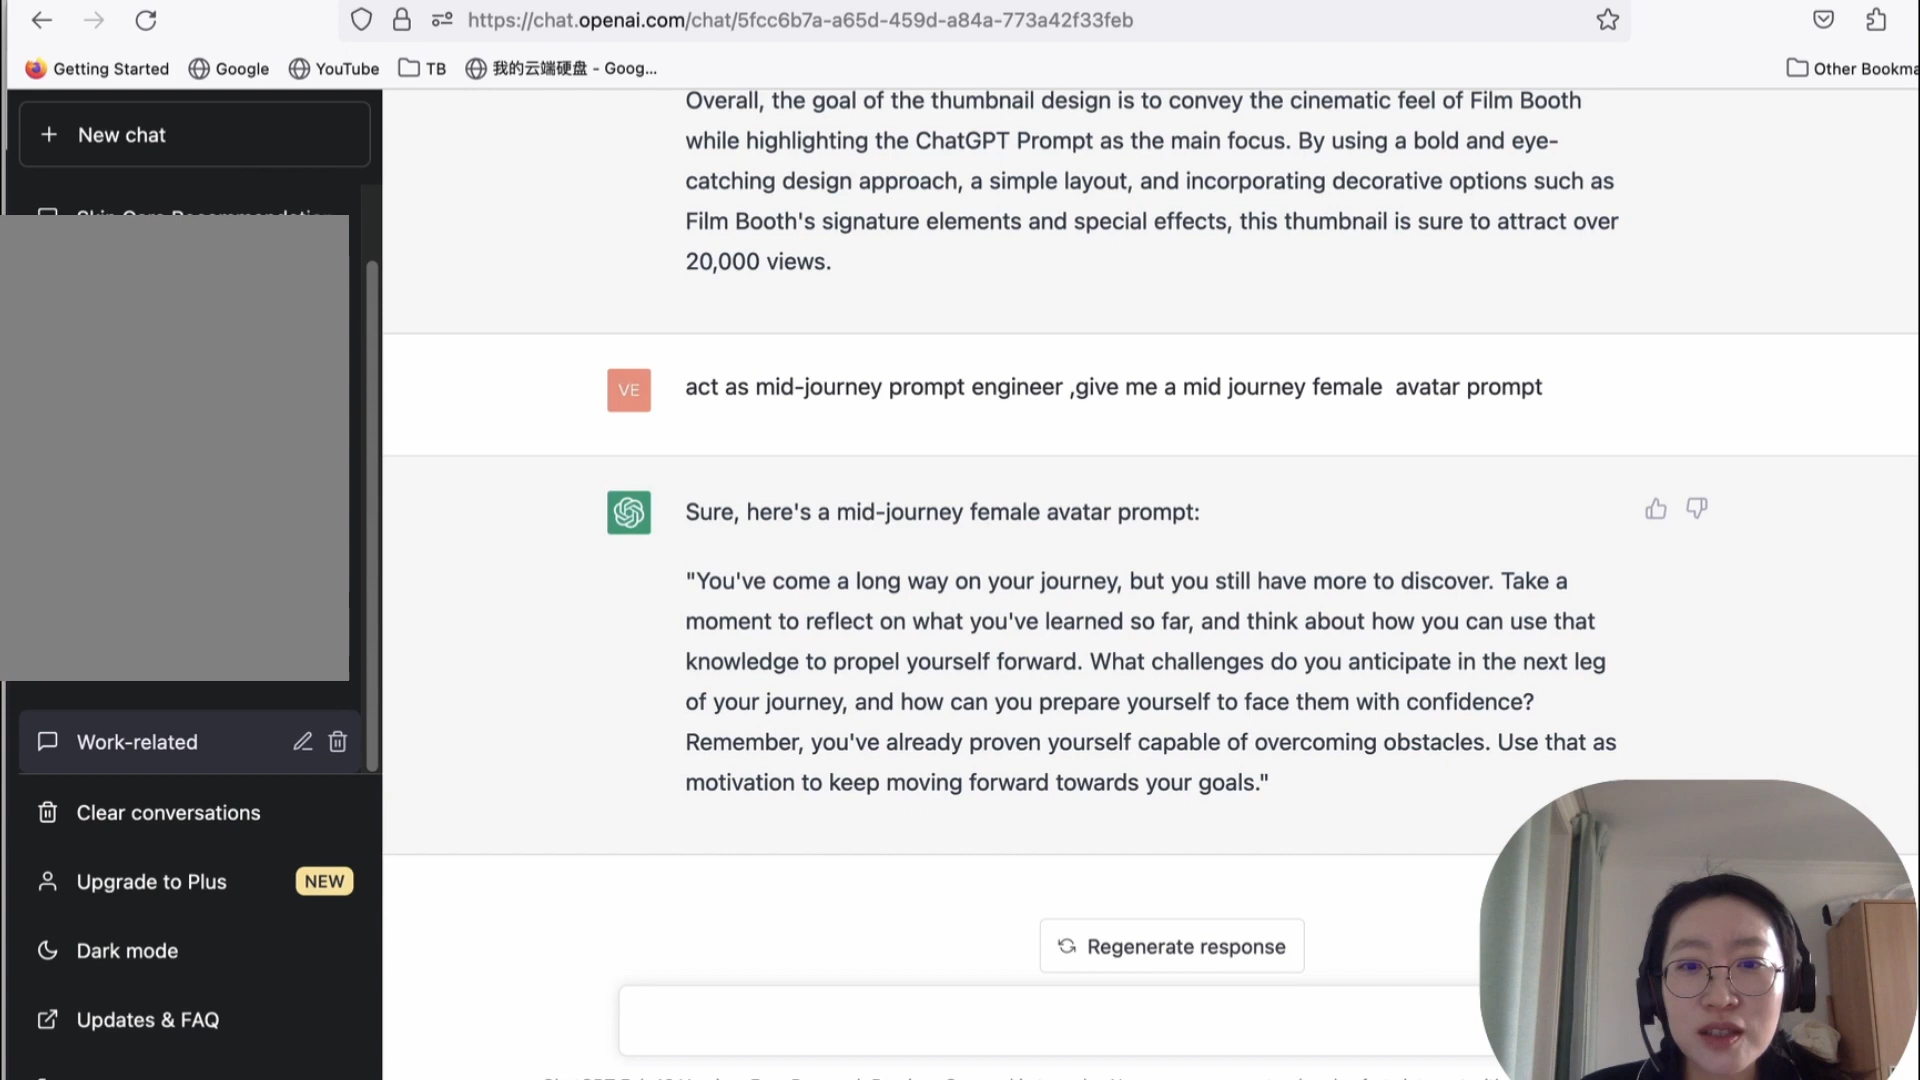 https://chat.openai.com/chat/5fcc6b7a-a65d-459d-a84a-773a42f33feb
Getting Started
Google
YouTube
TB
我的云端硬盘 - Goog...
Other Bookma
New chat
Overall, the goal of the thumbnail design is to convey the cinematic feel of Film Booth
while highlighting the ChatGPT Prompt as the main focus. By using a bold and eye-
catching design approach, a simple layout, and incorporating decorative options such as
Film Booth's signature elements and special effects, this thumbnail is sure to attract over
20,000 views.
VE
act as mid-journey prompt engineer ,give me a mid journey female  avatar prompt
Sure, here's a mid-journey female avatar prompt:
"You've come a long way on your journey, but you still have more to discover. Take a
moment to reflect on what you've learned so far, and think about how you can use that
knowledge to propel yourself forward. What challenges do you anticipate in the next leg
of your journey, and how can you prepare yourself to face them with confidence?
Remember, you've already proven yourself capable of overcoming obstacles. Use that as
motivation to keep moving forward towards your goals."
Work-related
Clear conversations
Upgrade to Plus
NEW
Dark mode
Updates & FAQ
Regenerate response